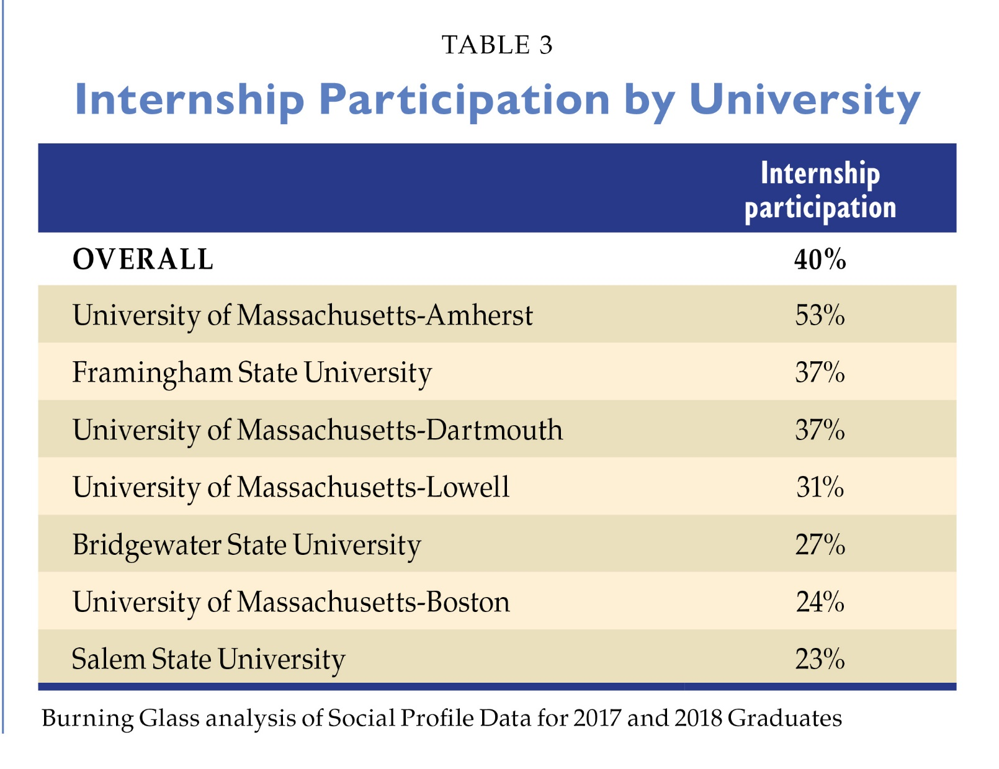 TABLE 3
Internship Participation by University
Internship
participation
OVERALL 40%
University of Massachusetts-Amherst 53%
Framingham State University 37%
University of Massachusetts-Dartmouth 37%
University of Massachusetts-Lowell 31%
Bridgewater State University 27%
University of Massachusetts-Boston 24%
Salem State University 23%
Burning Glass analysis of Social Profile Data for 2017 and 2018 Graduates